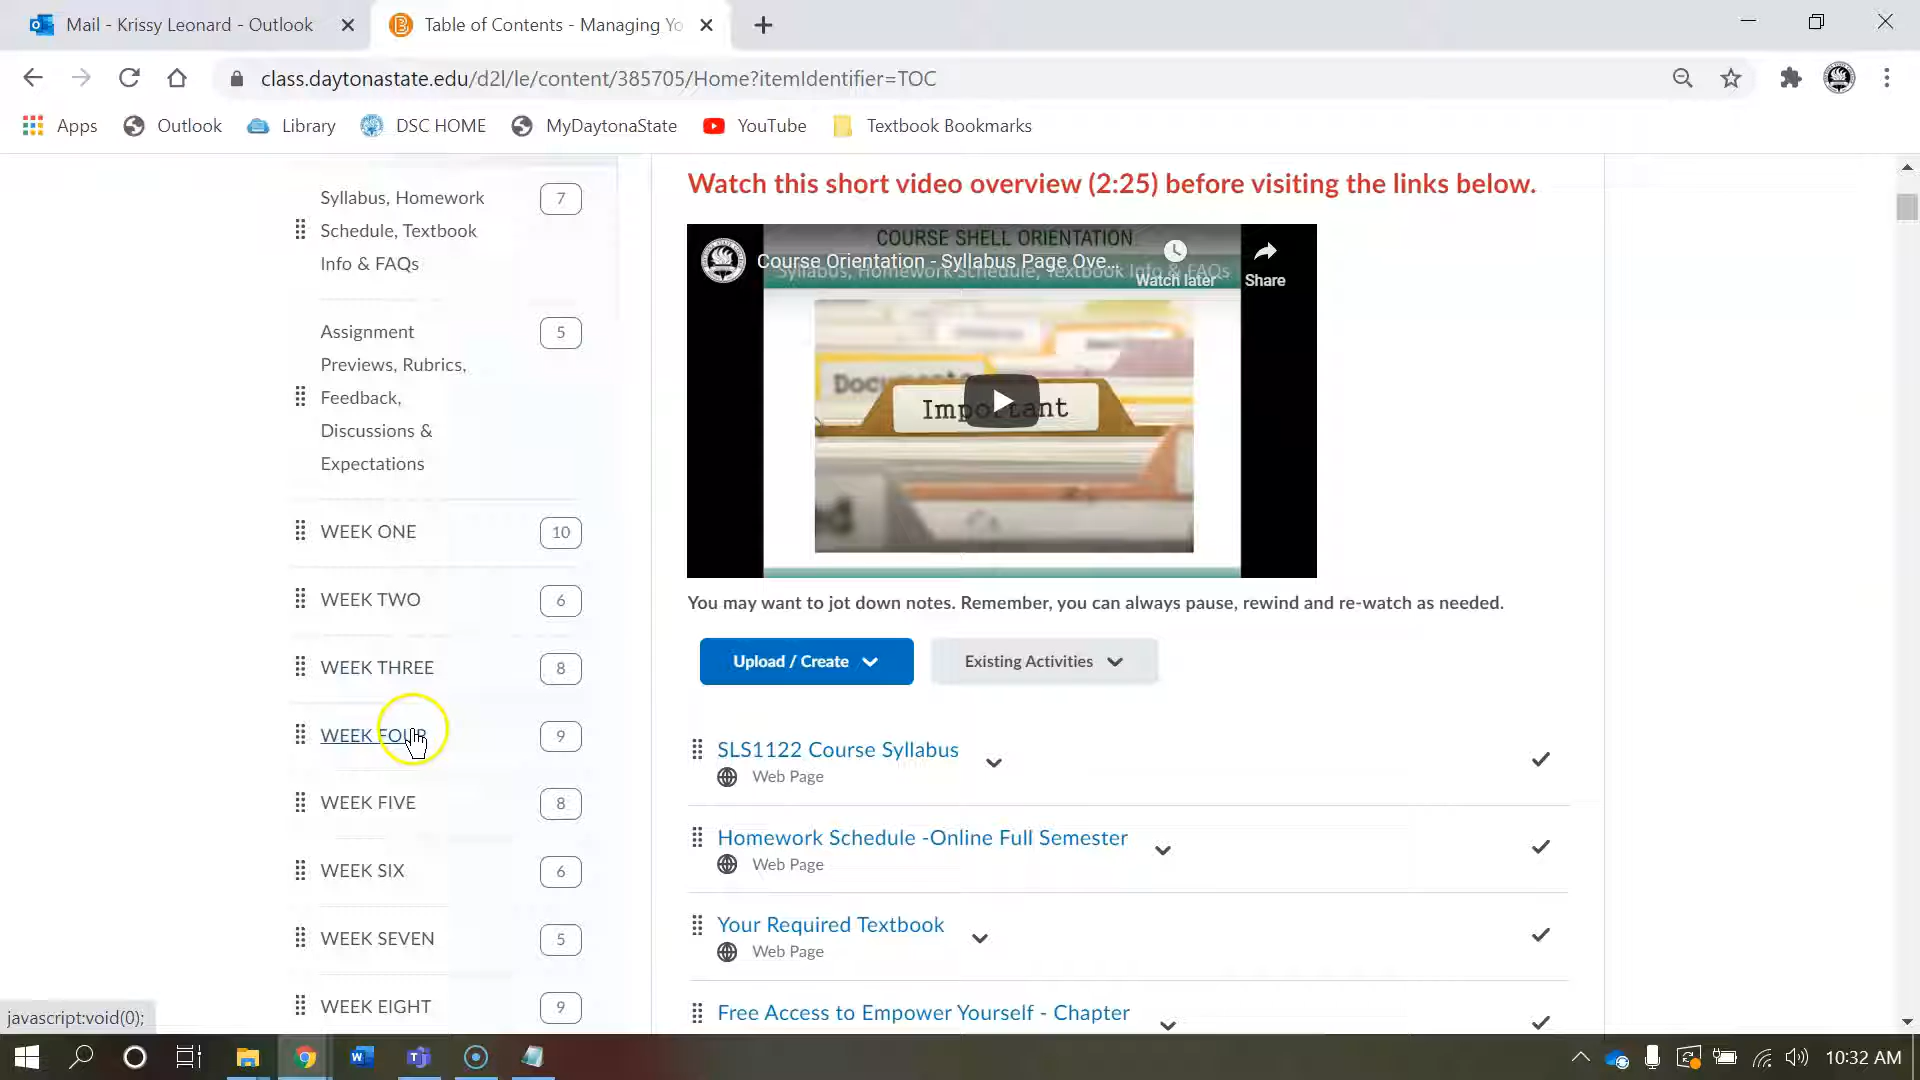 Mail - Krissy Leonard - Outlook
Table of Contents - Managing Yo
class.daytonastate.edu/d2l/le/content/385705/Home?itemIdentifier=TOC
Apps
Outlook
Library
DSC HOME
MyDaytonaState
YouTube
Textbook Bookmarks
Syllabus, Homework
Schedule, Textbook
Info & FAQs
7
Assignment
Previews, Rubrics,
Feedback,
Discussions &
Expectations
5
WEEK ONE
10
WEEK TWO
6
WEEK THREE
8
WEEK FOUR
9
WEEK FIVE
8
WEEK SIX
6
WEEK SEVEN
5
WEEK EIGHT
9
Watch this short video overview (2:25) before visiting the links below.
COURSE SHELL ORIENTATION
Course Orientation - Syllabus Page Ove...
Syllabus, Homework Schedule, Textbook Info & FAQs
Watch later
Share
Important
You may want to jot down notes. Remember, you can always pause, rewind and re-watch as needed.
Upload / Create
Existing Activities
SLS1122 Course Syllabus
Web Page
Homework Schedule -Online Full Semester
Web Page
Your Required Textbook
Web Page
Free Access to Empower Yourself - Chapter
javascript:void(0);
10:32 AM